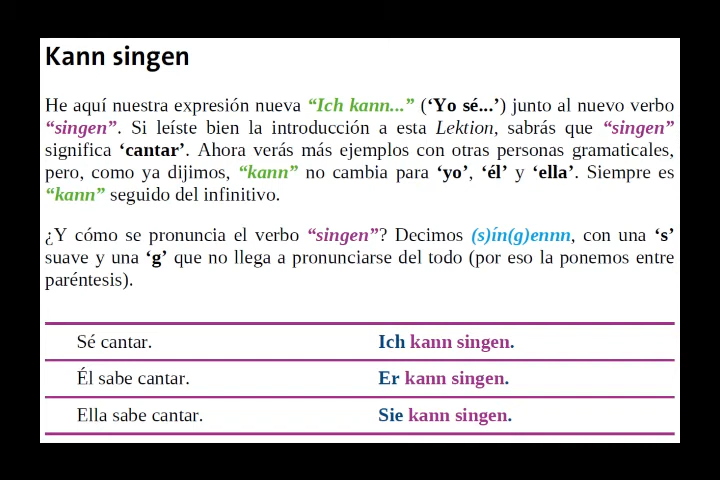 Kann singen
He aquí nuestra expresión nueva “Ich kann...” (‘Yo sé...’) junto al nuevo verbo
“singen”. Si leíste bien la introducción a esta Lektion, sabrás que “singen”
significa ‘cantar’. Ahora verás más ejemplos con otras personas gramaticales,
pero, como ya dijimos, “kann” no cambia para ‘yo’, ‘él’ y ‘ella’. Siempre es
“kann” seguido del infinitivo.
¿Y cómo se pronuncia el verbo “singen”? Decimos (s)ín(g)ennn, con una ‘s’
suave y una ‘g’ que no llega a pronunciarse del todo (por eso la ponemos entre
paréntesis).
Sé cantar. Ich kann singen.
Él sabe cantar. Er kann singen.
Ella sabe cantar. Sie kann singen.